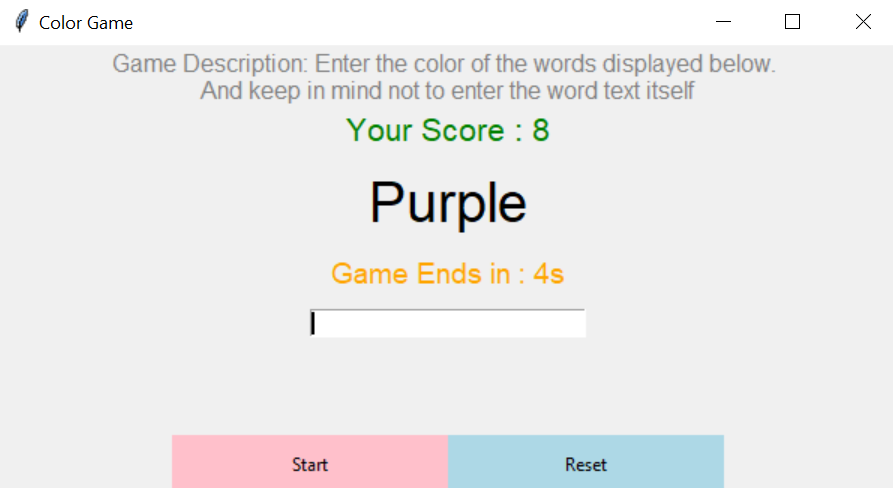 Color Game
Game Description: Enter the color of the words displayed below.
And keep in mind not to enter the word text itself
Your Score : 8
Purple
Game Ends in : 4s
Start
Reset